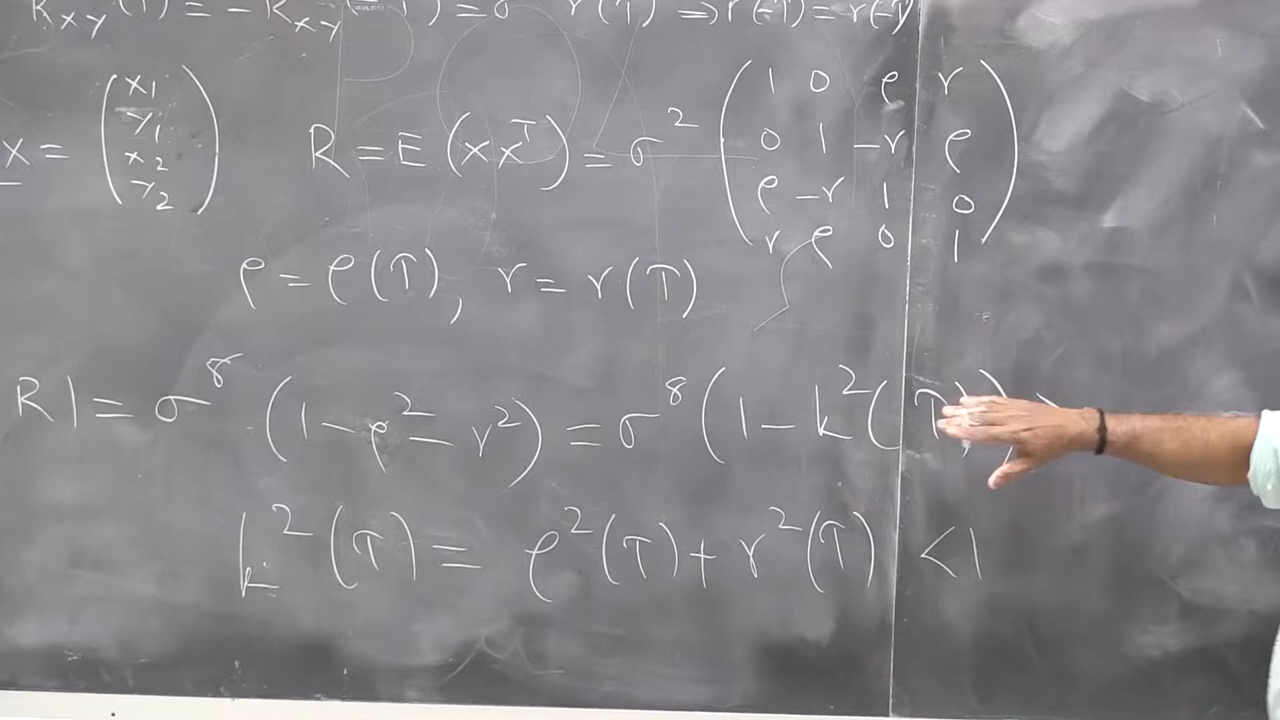 R_xy(T) = -R_xy(-T) = σ² r(T) ⇒ r(-T) = r(-T)
x = (x₁ y₁ x₂ y₂) R = E(xxᵀ) = σ² (1 0 ρ r
0 1 -r ρ
ρ -r 1 0
r ρ 0 1)
ρ = ρ(T), r = r(T)
R| = σ⁸ (1-ρ²-r²) = σ⁸ (1-k²(T))
k²(T) = ρ²(T) + r²(T) <1